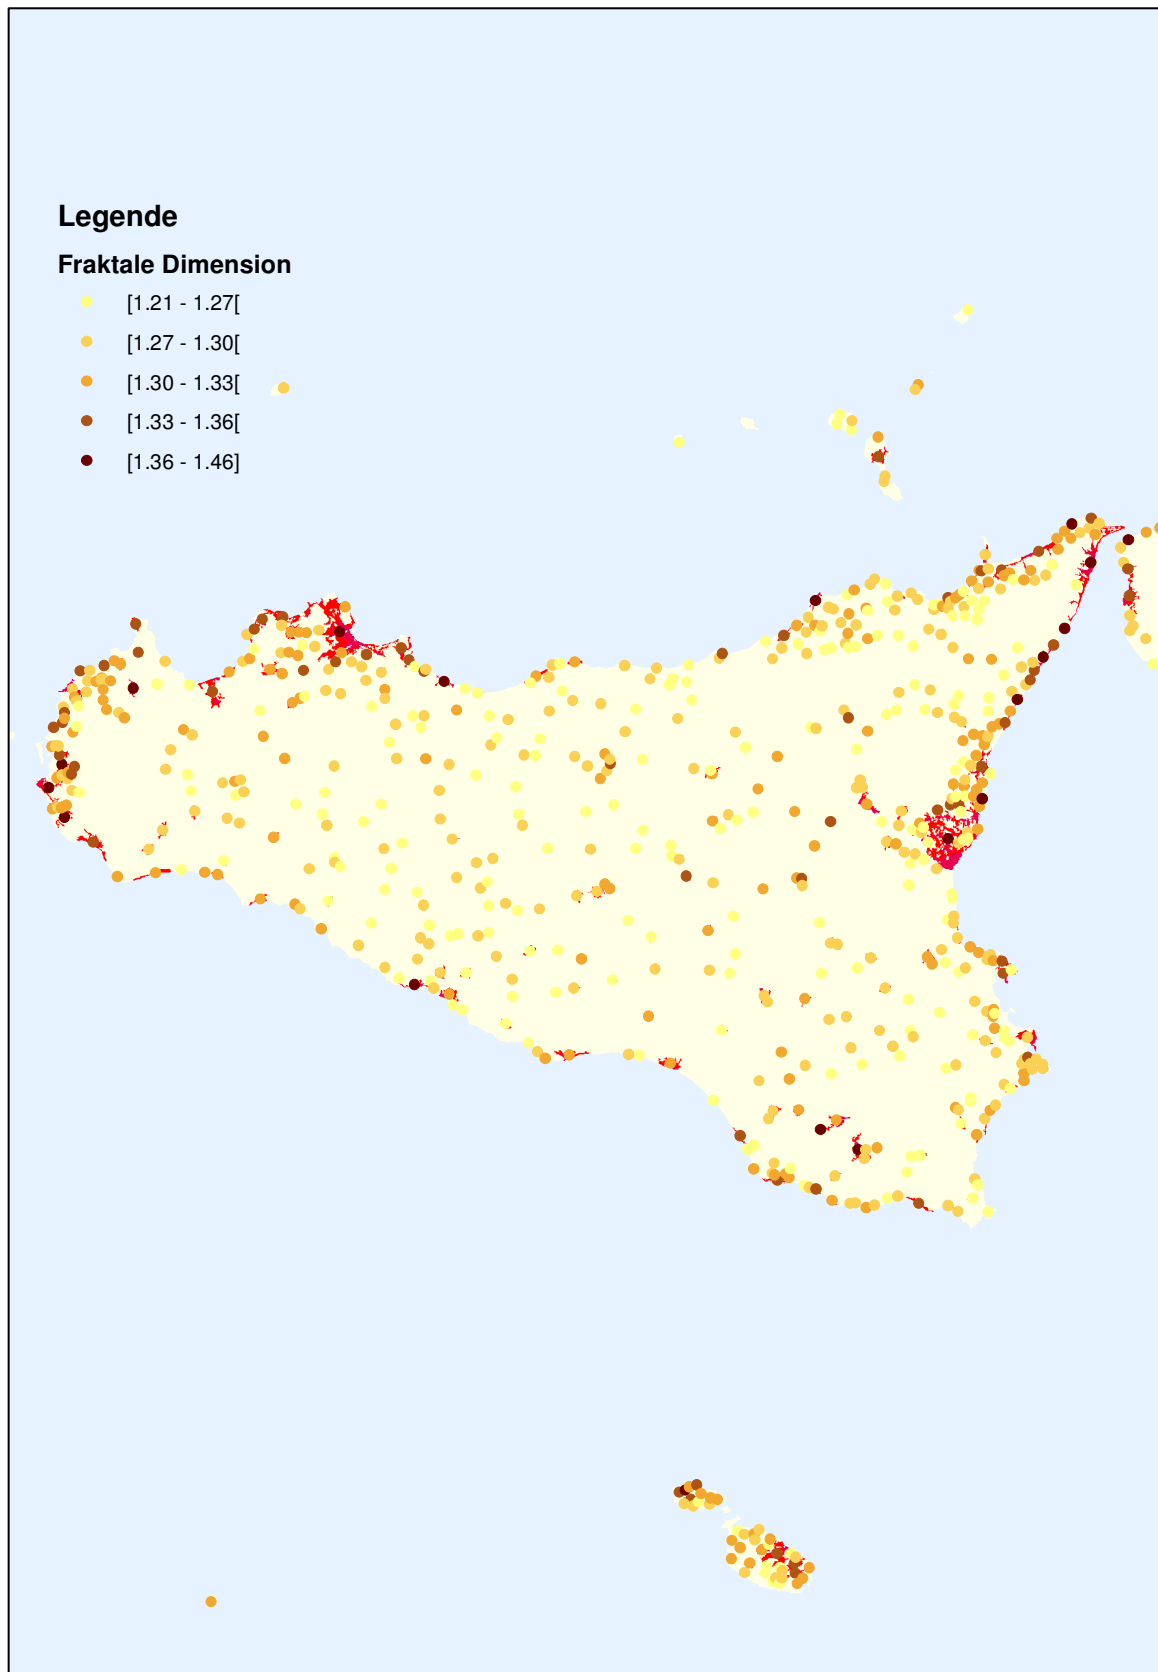 Legende
Fraktale Dimension
[1.21 - 1.27[
[1.27 - 1.30[
[1.30 - 1.33[
[1.33 - 1.36[
[1.36 - 1.46]